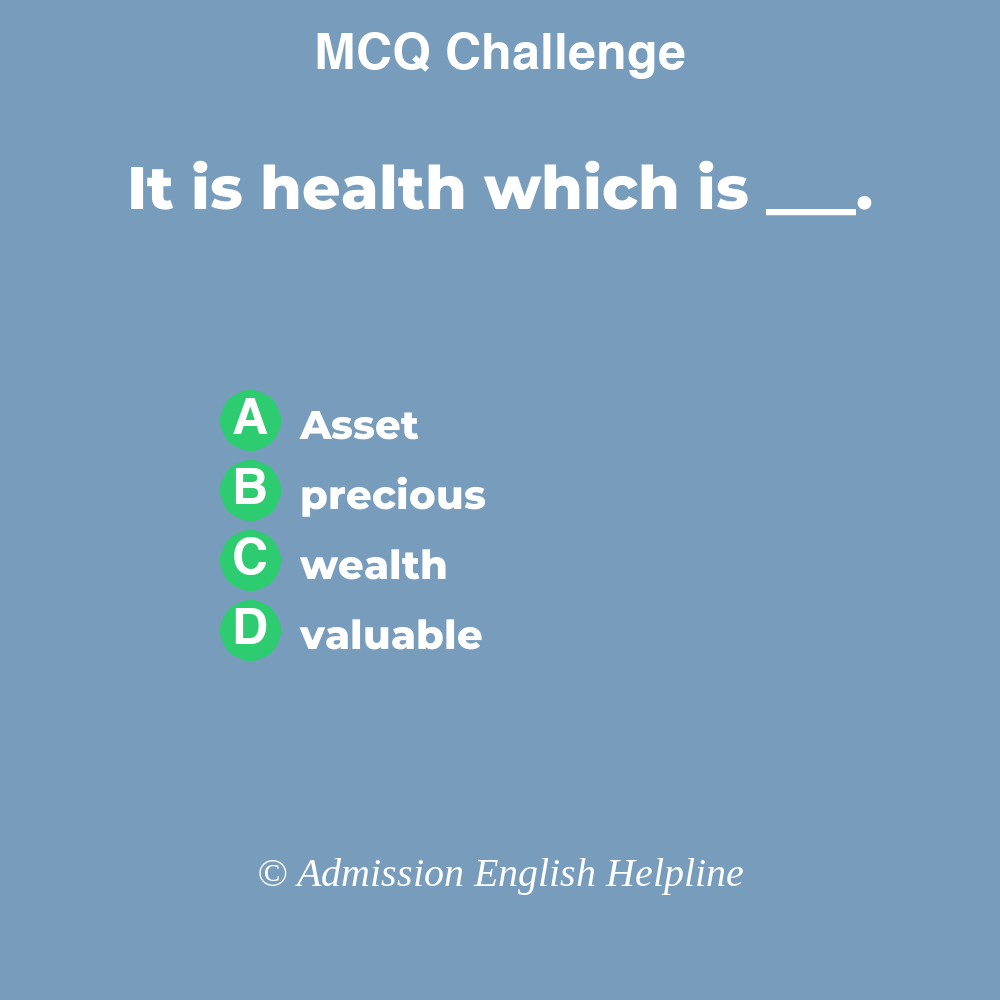 MCQ Challenge
It is health which is ___.
A Asset
B precious
C wealth
D valuable
© Admission English Helpline